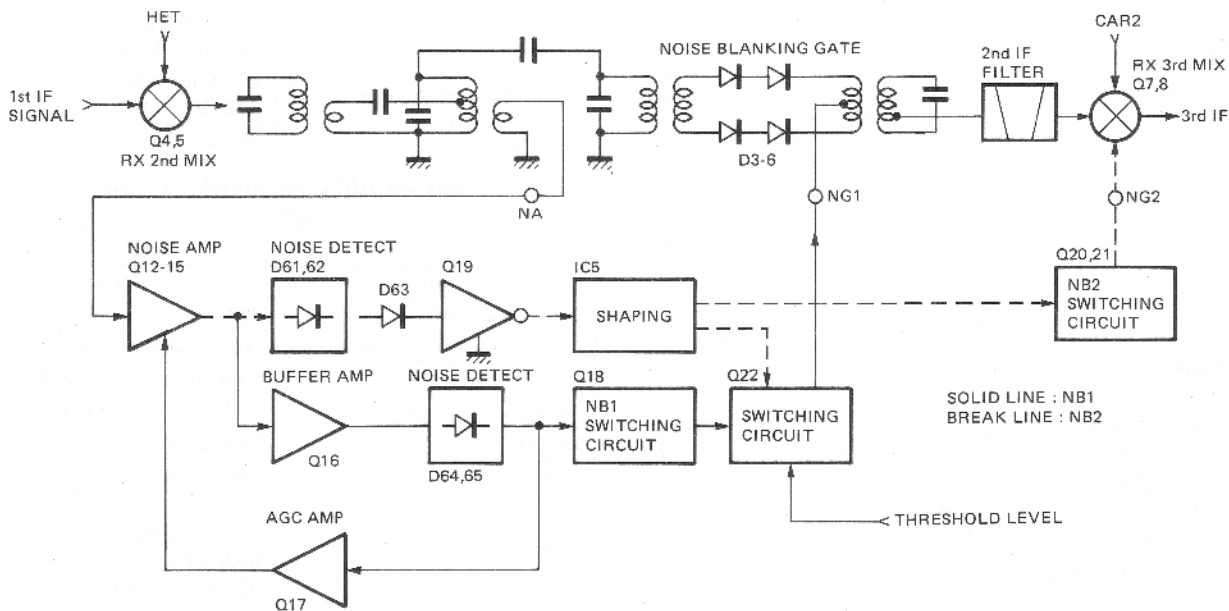 HET
CAR2
NOISE BLANKING GATE
2nd IF
FILTER
RX 3rd MIX
Q7,8
1st IF
SIGNAL
3rd IF
Q4,5
RX 2nd MIX
D3-6
NA
NG1
NG2
NOISE AMP
Q12-15
NOISE DETECT
D61,62
D63
Q19
IC5
SHAPING
Q20,21
NB2
SWITCHING
CIRCUIT
BUFFER AMP
Q16
NOISE DETECT
D64,65
Q18
NB1
SWITCHING
CIRCUIT
Q22
SWITCHING
CIRCUIT
SOLID LINE : NB1
BREAK LINE : NB2
AGC AMP
Q17
THRESHOLD LEVEL